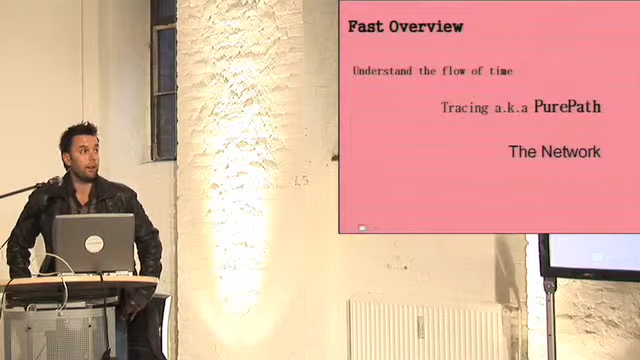 Fast Overview
Understand the flow of time
Tracing a.k.a PurePath
The Network